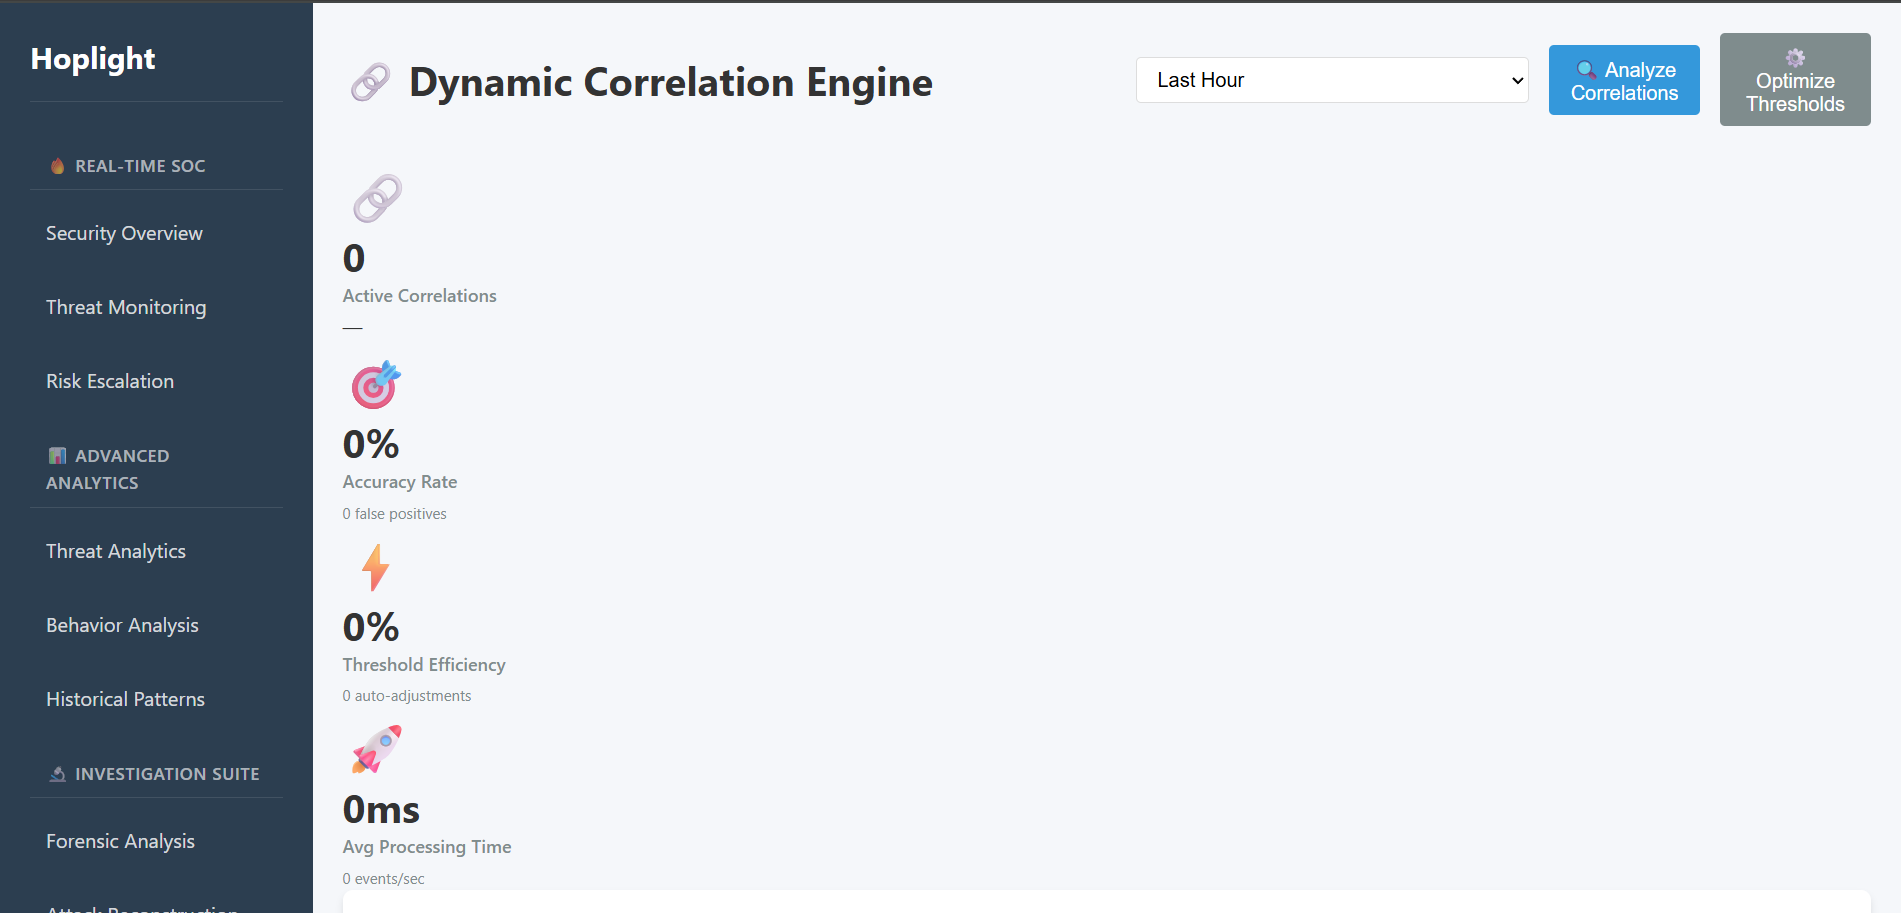 Hoplight
REAL-TIME SOC
Security Overview
Threat Monitoring
Risk Escalation
ADVANCED
ANALYTICS
Threat Analytics
Behavior Analysis
Historical Patterns
INVESTIGATION SUITE
Forensic Analysis
Attack Reconstruction
Dynamic Correlation Engine
Last Hour
Analyze
Correlations
Optimize
Thresholds
0
Active Correlations
—
0%
Accuracy Rate
0 false positives
0%
Threshold Efficiency
0 auto-adjustments
0ms
Avg Processing Time
0 events/sec